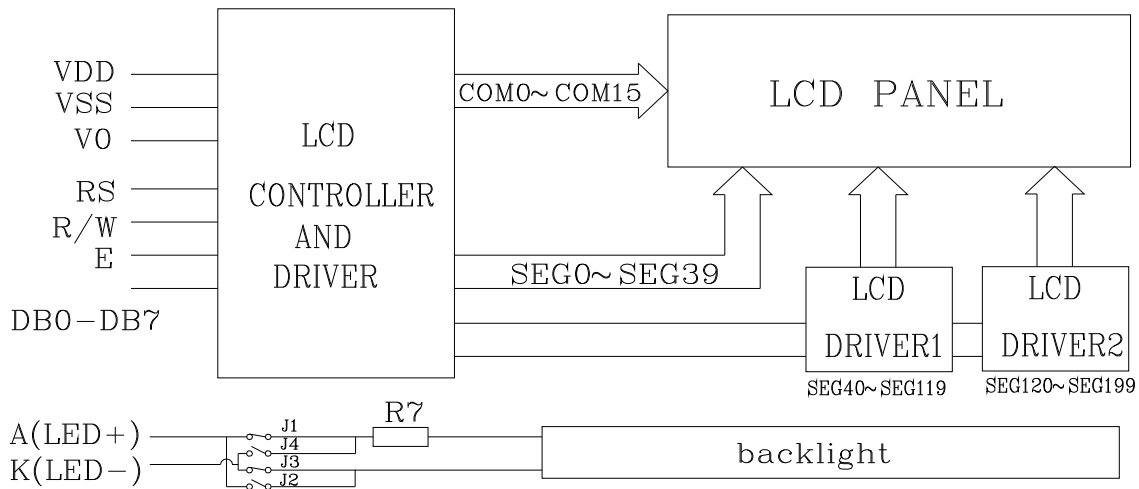 VDD
VSS
V0
RS
R/W
E
DB0-DB7
LCD
CONTROLLER
AND
DRIVER
COM0~COM15
SEG0~SEG39
LCD PANEL
LCD
DRIVER1
SEG40~SEG119
LCD
DRIVER2
SEG120~SEG199
A(LED+)
K(LED-)
J1
J4
J3
J2
R7
backlight